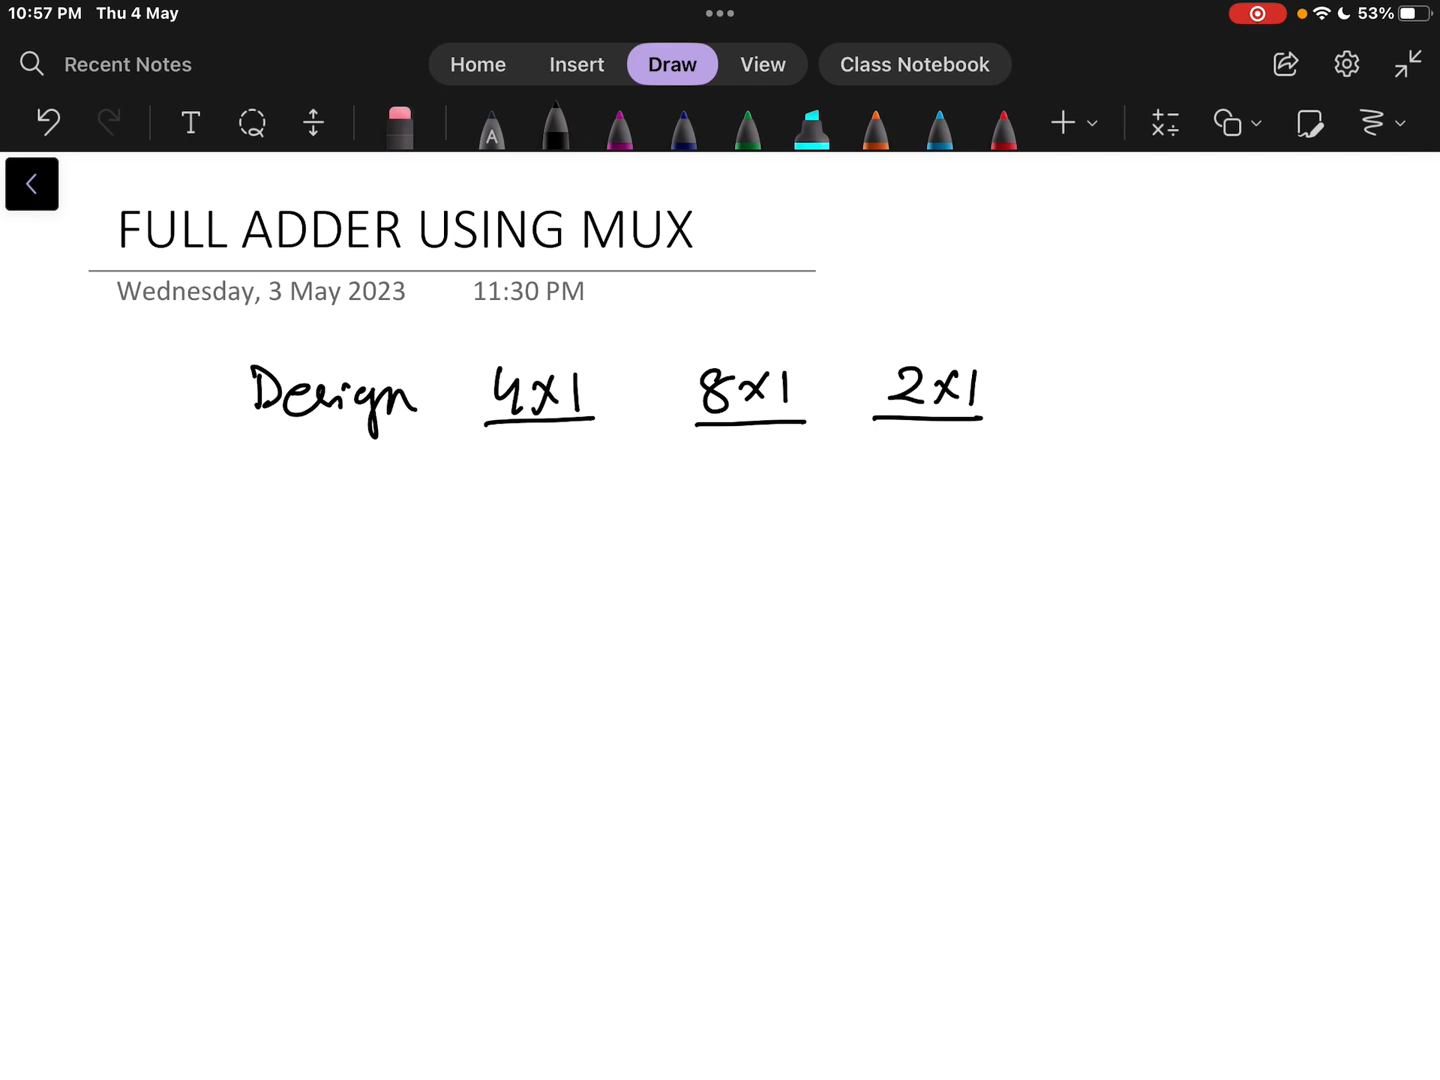 10:57 PM Thu 4 May 53%
Recent Notes Home Insert Draw View Class Notebook
T A
FULL ADDER USING MUX
Wednesday, 3 May 2023 11:30 PM
Design 4x1 8x1 2x1